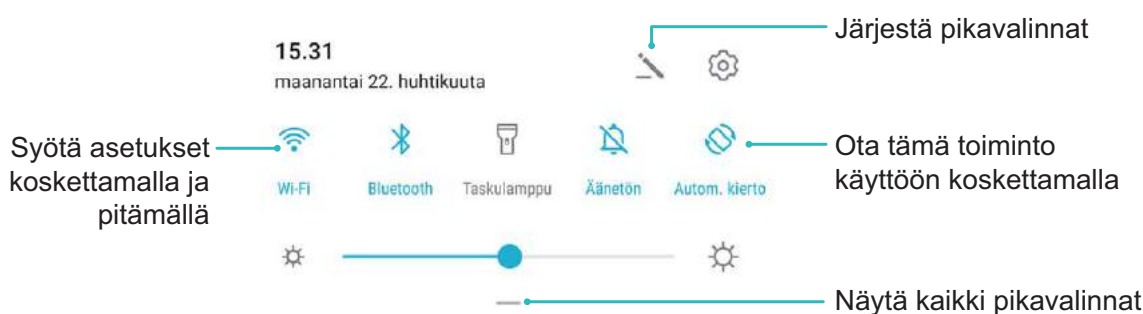 Järjestä pikavalinnat
15.31
maanantai 22. huhtikuuta
Syötä asetukset
koskettamalla ja
pitämällä
Wi-Fi
Bluetooth
Taskulamppu
Äänetön
Autom. kierto
Ota tämä toiminto
käyttöön koskettamalla
Näytä kaikki pikavalinnat